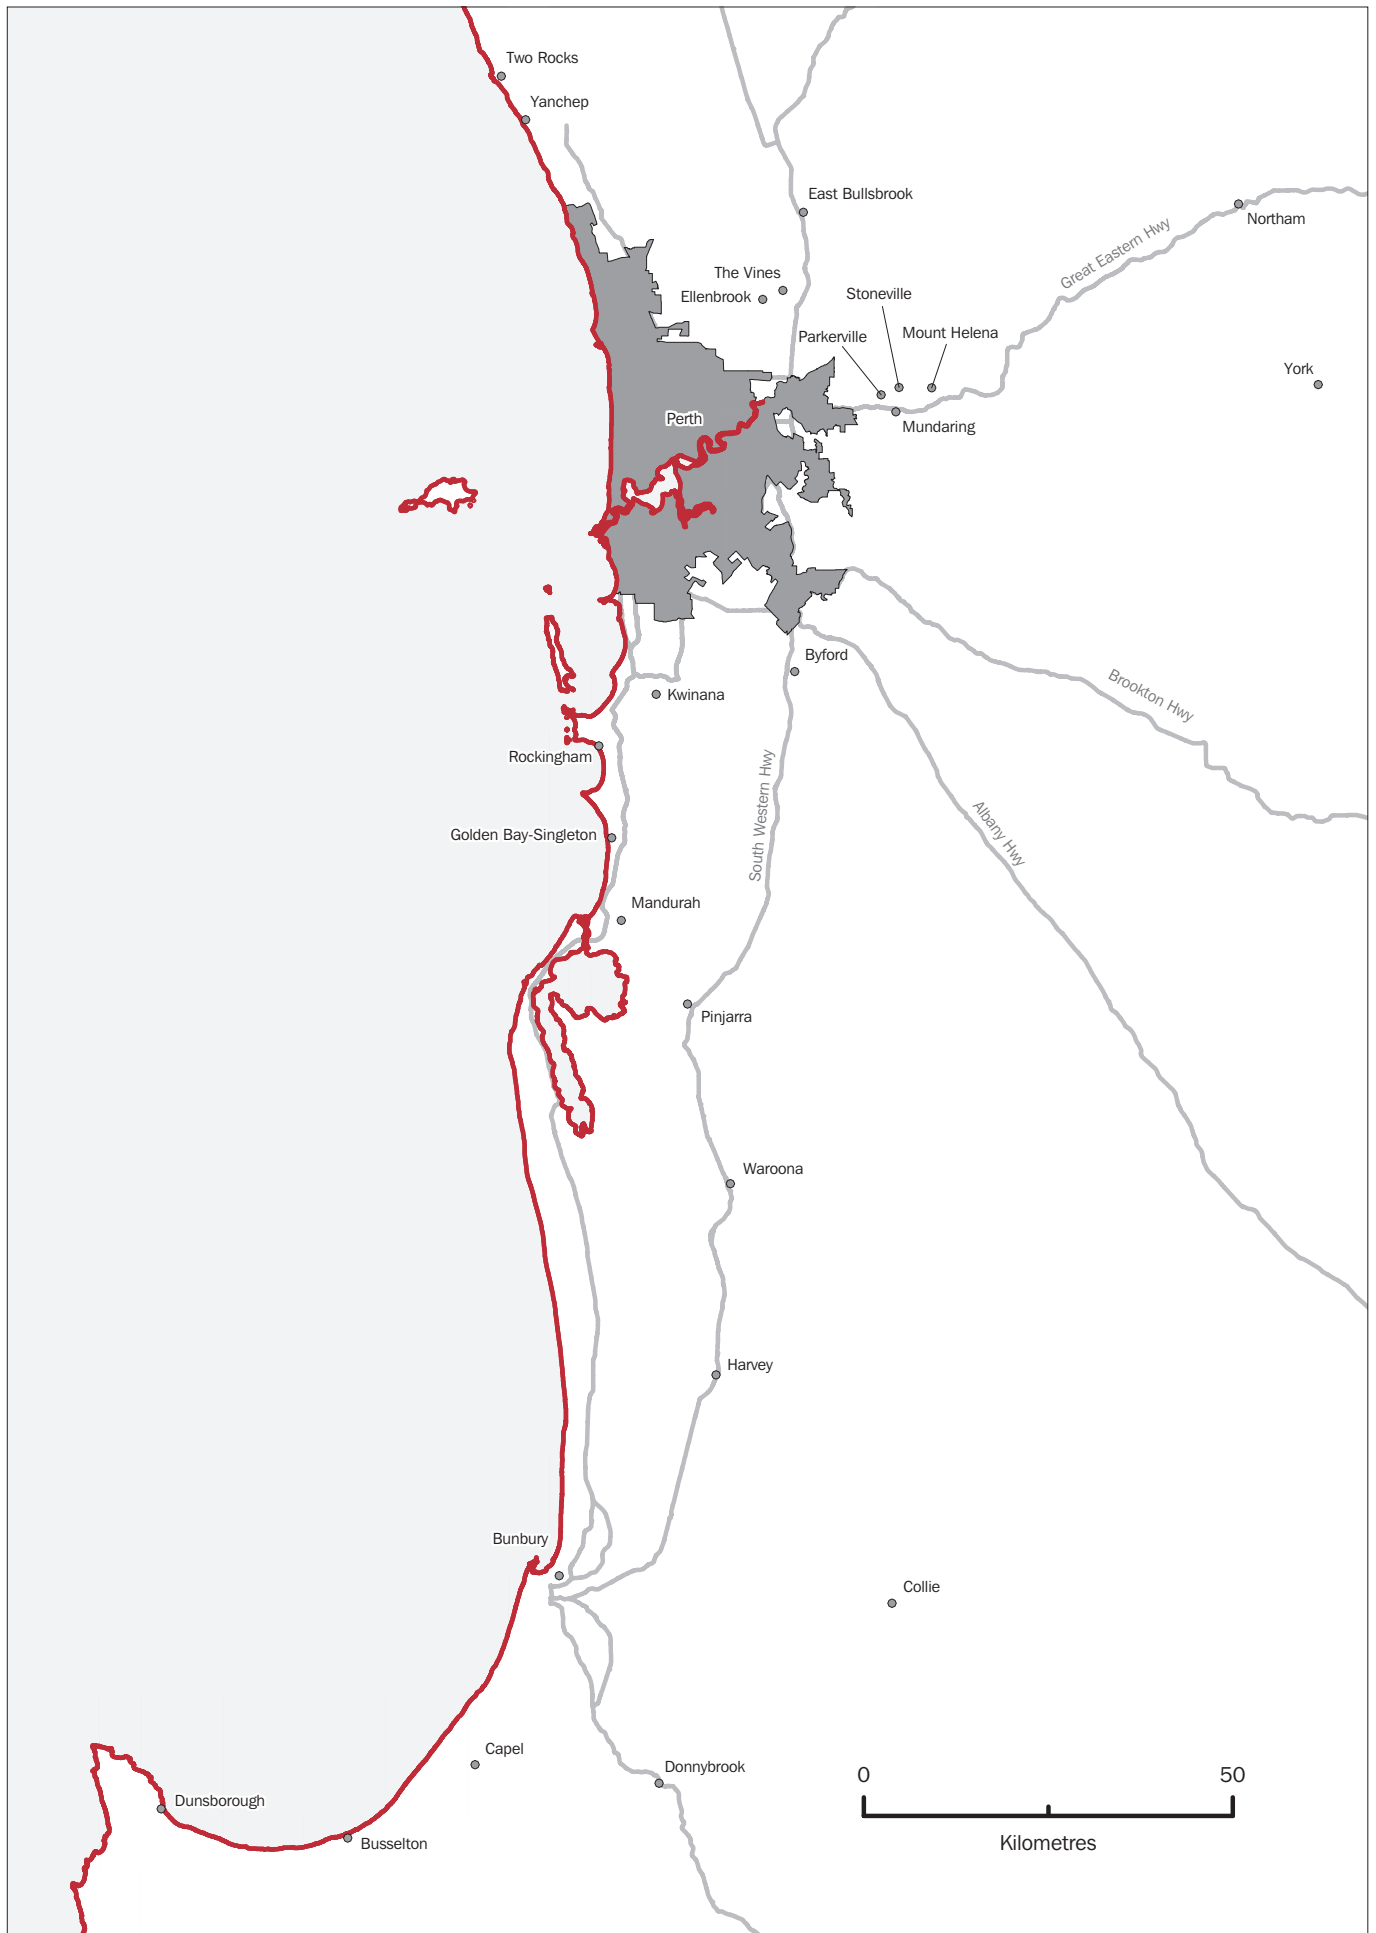 Two Rocks
Yanchep
East Bullsbrook
Northam
Great Eastern Hwy
The Vines
Ellenbrook
Stoneville
Parkerville
Mount Helena
York
Perth
Mundaring
Byford
Brookton Hwy
Kwinana
Rockingham
South Western Hwy
Albany Hwy
Golden Bay-Singleton
Mandurah
Pinjarra
Waroona
Harvey
Bunbury
Collie
Capel
Donnybrook
0 50
Kilometres
Dunsborough
Busselton